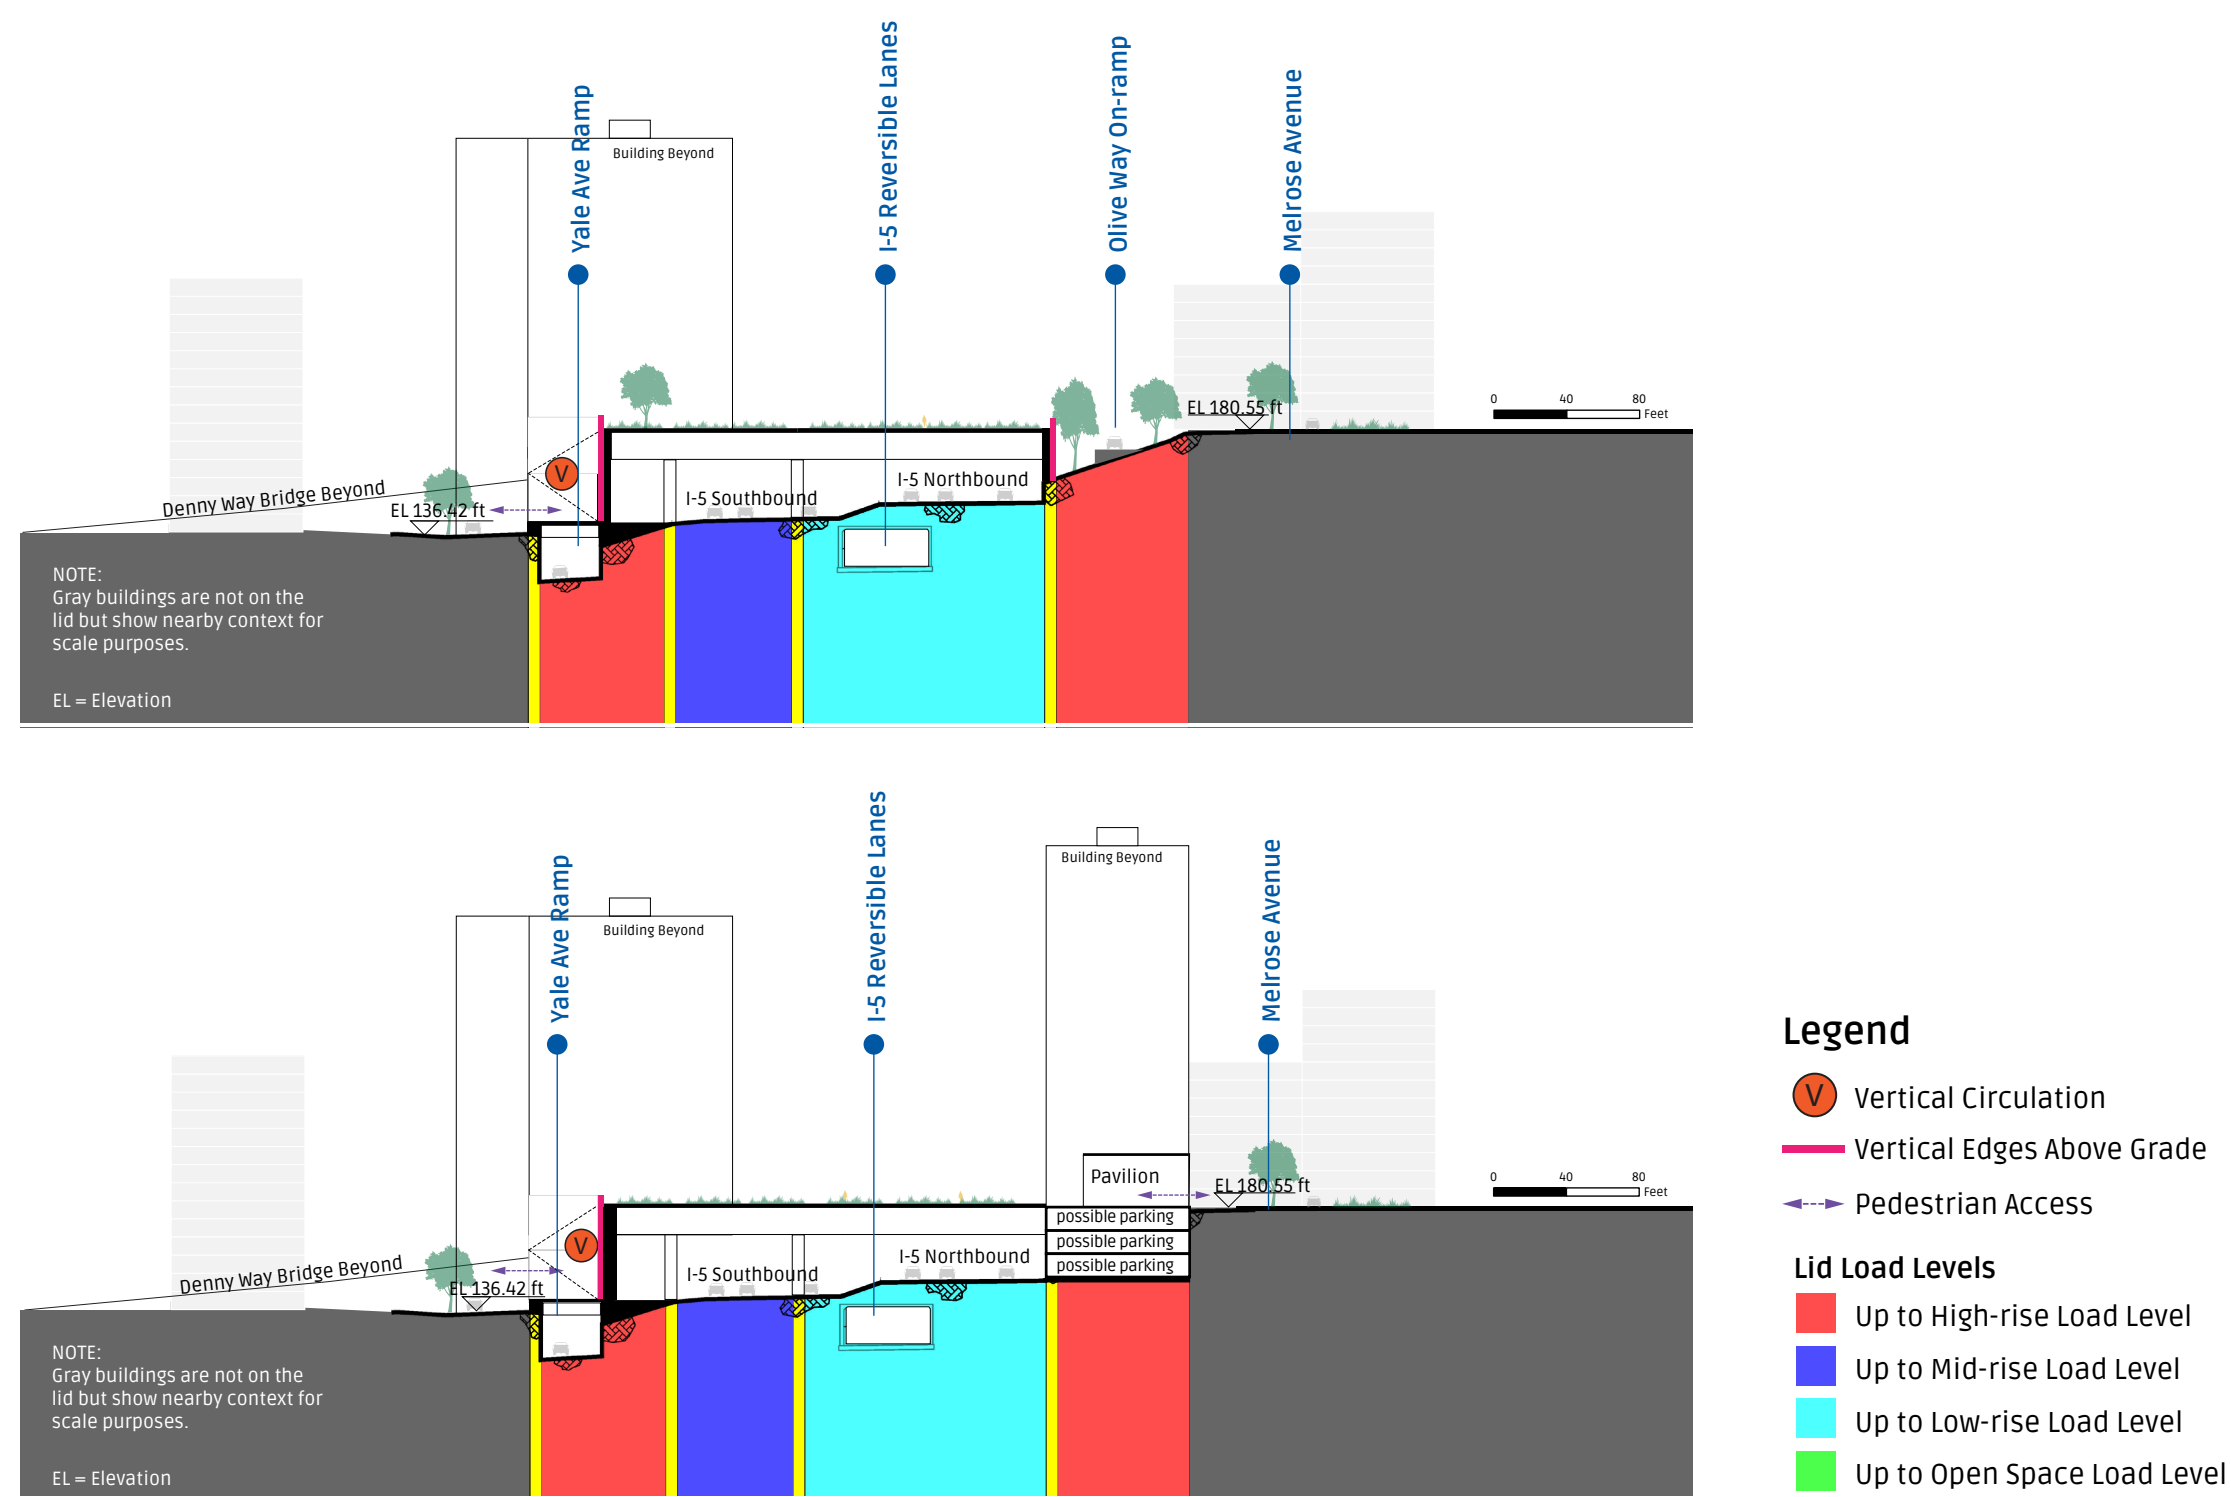 Yale Ave Ramp
I-5 Reversible Lanes
Olive Way On-ramp
Melrose Avenue
Building Beyond
EL 180.55 ft
0 40 80
Feet
Denny Way Bridge Beyond
EL 136.42 ft
V
I-5 Southbound
I-5 Northbound
NOTE:
Gray buildings are not on the
lid but show nearby context for
scale purposes.
EL = Elevation
Yale Ave Ramp
I-5 Reversible Lanes
Melrose Avenue
Building Beyond
Building Beyond
Pavilion
EL 180.55 ft
0 40 80
Feet
possible parking
possible parking
possible parking
Denny Way Bridge Beyond
EL 136.42 ft
V
I-5 Southbound
I-5 Northbound
NOTE:
Gray buildings are not on the
lid but show nearby context for
scale purposes.
EL = Elevation
Legend
V Vertical Circulation
Vertical Edges Above Grade
Pedestrian Access
Lid Load Levels
Up to High-rise Load Level
Up to Mid-rise Load Level
Up to Low-rise Load Level
Up to Open Space Load Level